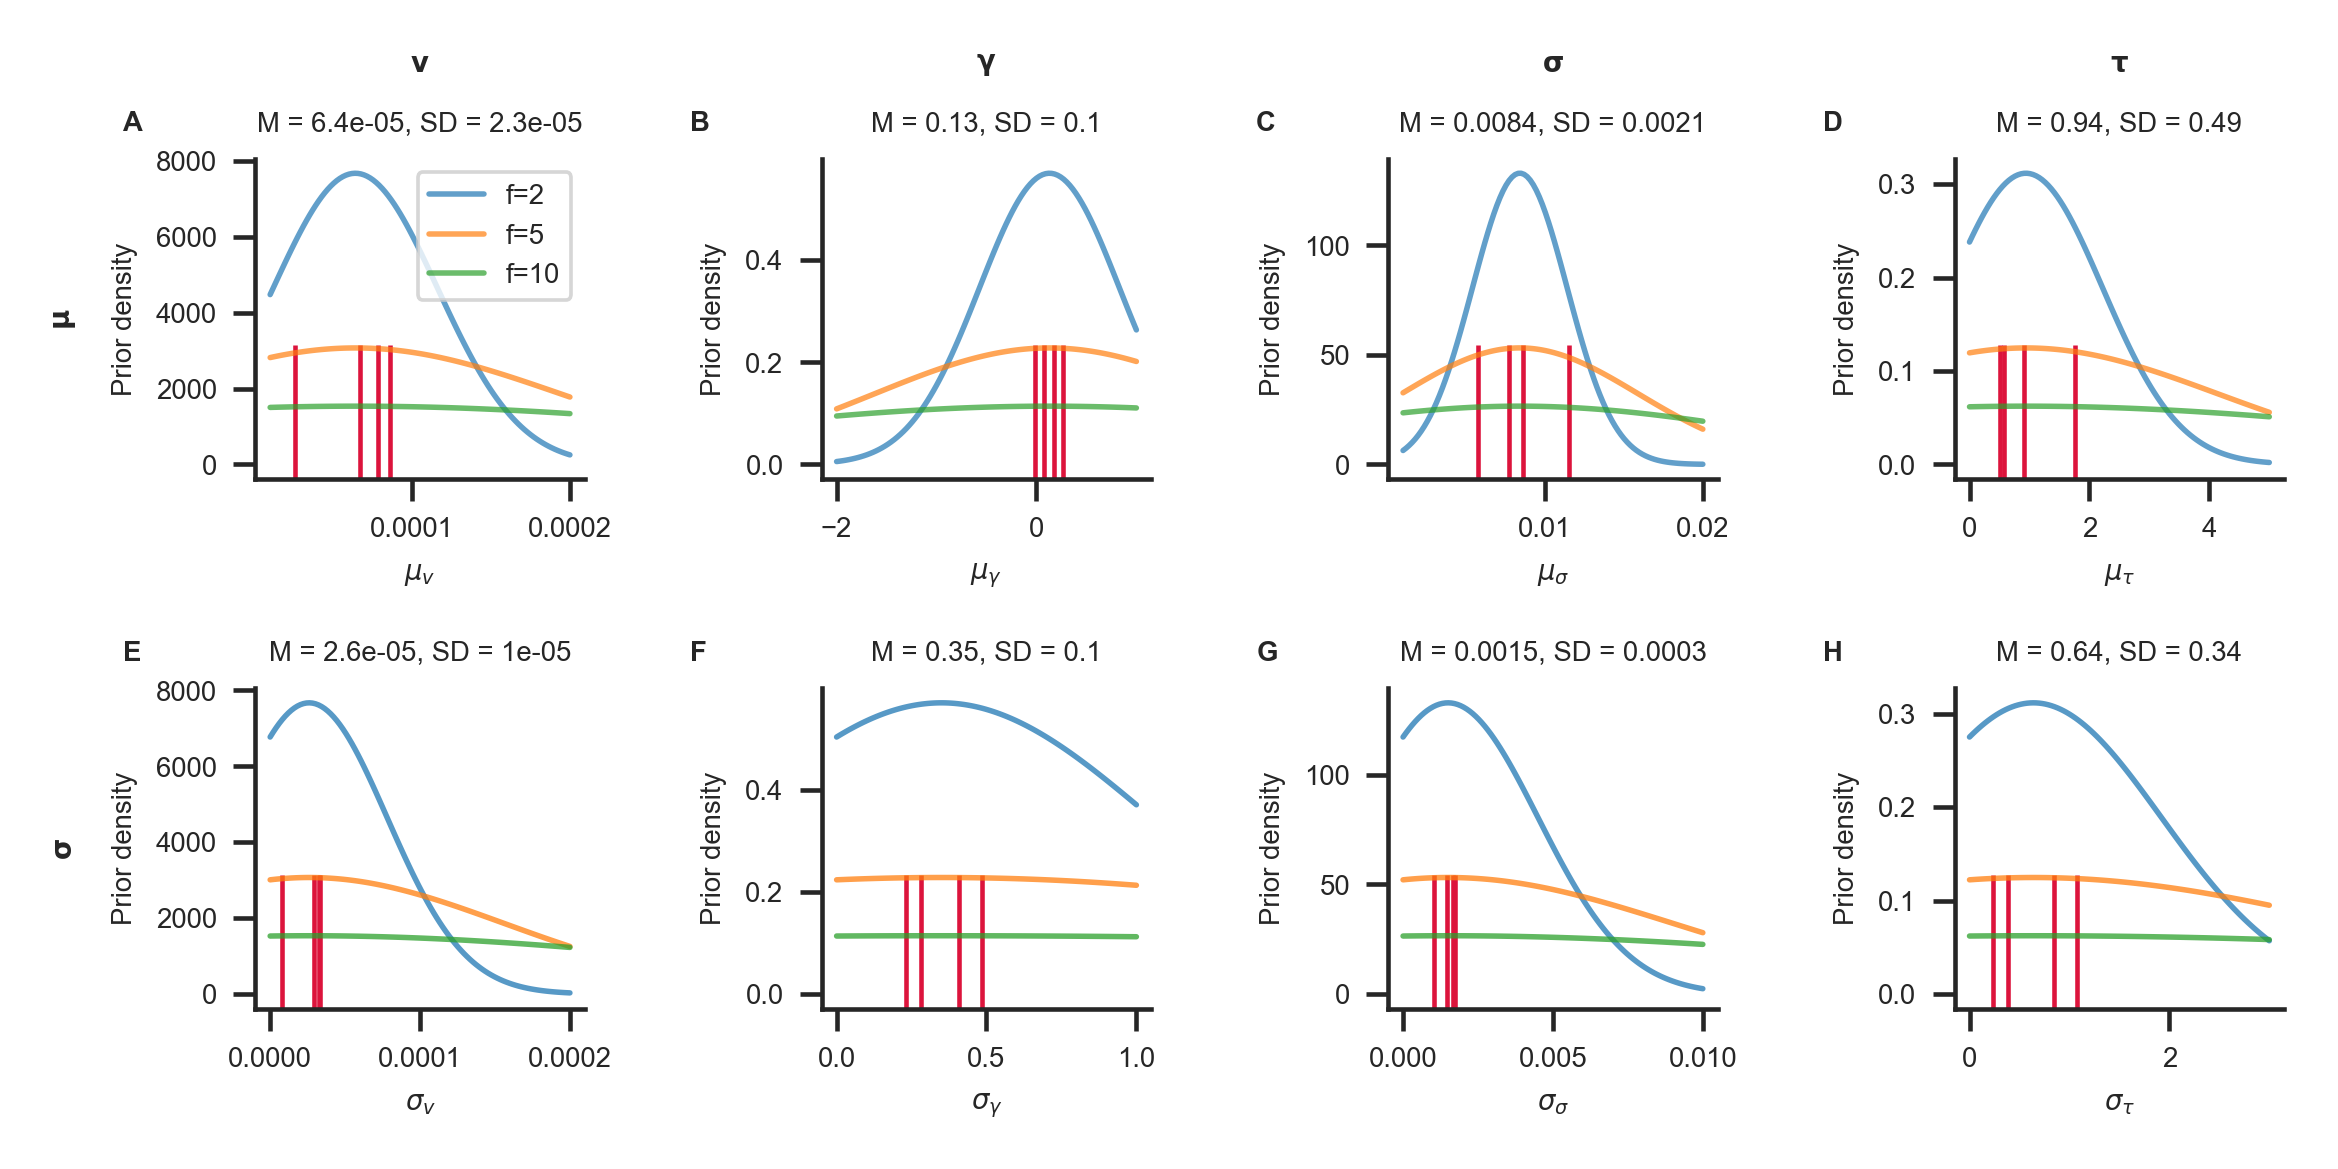 v γ σ τ
A M = 6.4e-05, SD = 2.3e-05
B M = 0.13, SD = 0.1
C M = 0.0084, SD = 0.0021
D M = 0.94, SD = 0.49
μ
Prior density
8000
6000
4000
2000
0
f=2
f=5
f=10
0.0001 0.0002
μᵥ
Prior density
0.4
0.2
0.0
−2 0
μ_γ
Prior density
100
50
0
0.01 0.02
μ_σ
Prior density
0.3
0.2
0.1
0.0
0 2 4
μ_τ
E M = 2.6e-05, SD = 1e-05
F M = 0.35, SD = 0.1
G M = 0.0015, SD = 0.0003
H M = 0.64, SD = 0.34
σ
Prior density
8000
6000
4000
2000
0
0.0000 0.0001 0.0002
σᵥ
Prior density
0.4
0.2
0.0
0.0 0.5 1.0
σ_γ
Prior density
100
50
0
0.000 0.005 0.010
σ_σ
Prior density
0.3
0.2
0.1
0.0
0 2
σ_τ